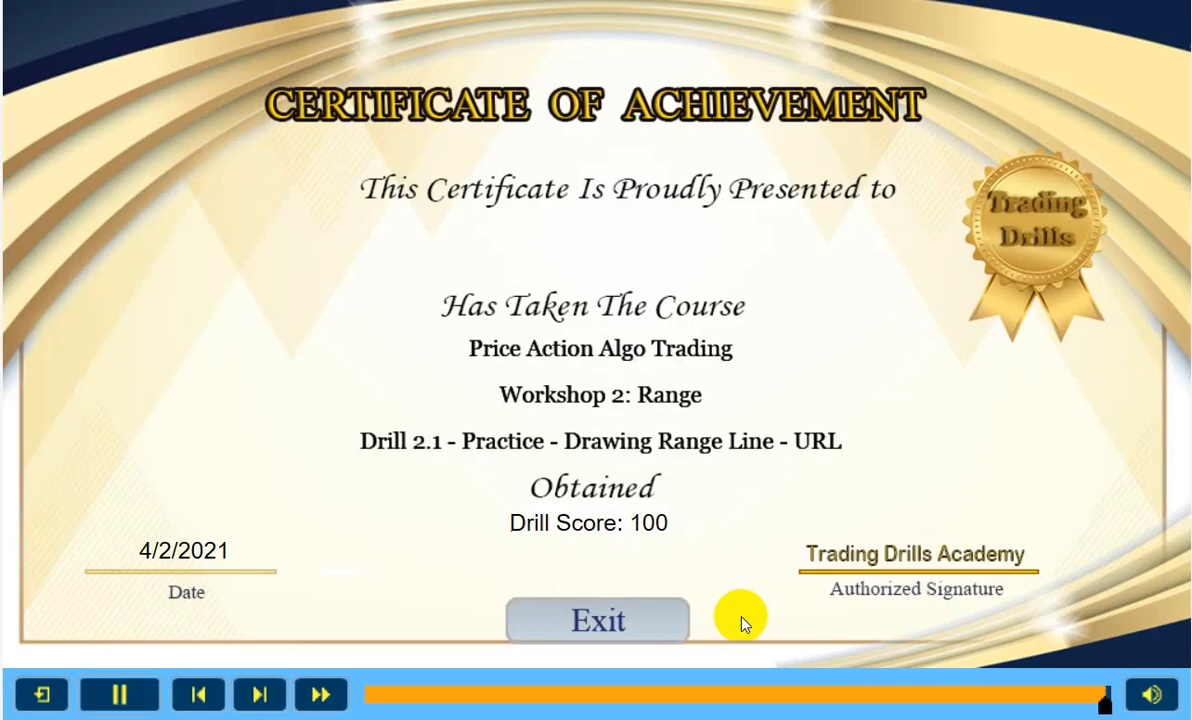 CERTIFICATE OF ACHIEVEMENT
This Certificate Is Proudly Presented to
Trading
Drills
Has Taken The Course
Price Action Algo Trading
Workshop 2: Range
Drill 2.1 - Practice - Drawing Range Line - URL
Obtained
Drill Score: 100
4/2/2021
Date
Trading Drills Academy
Authorized Signature
Exit